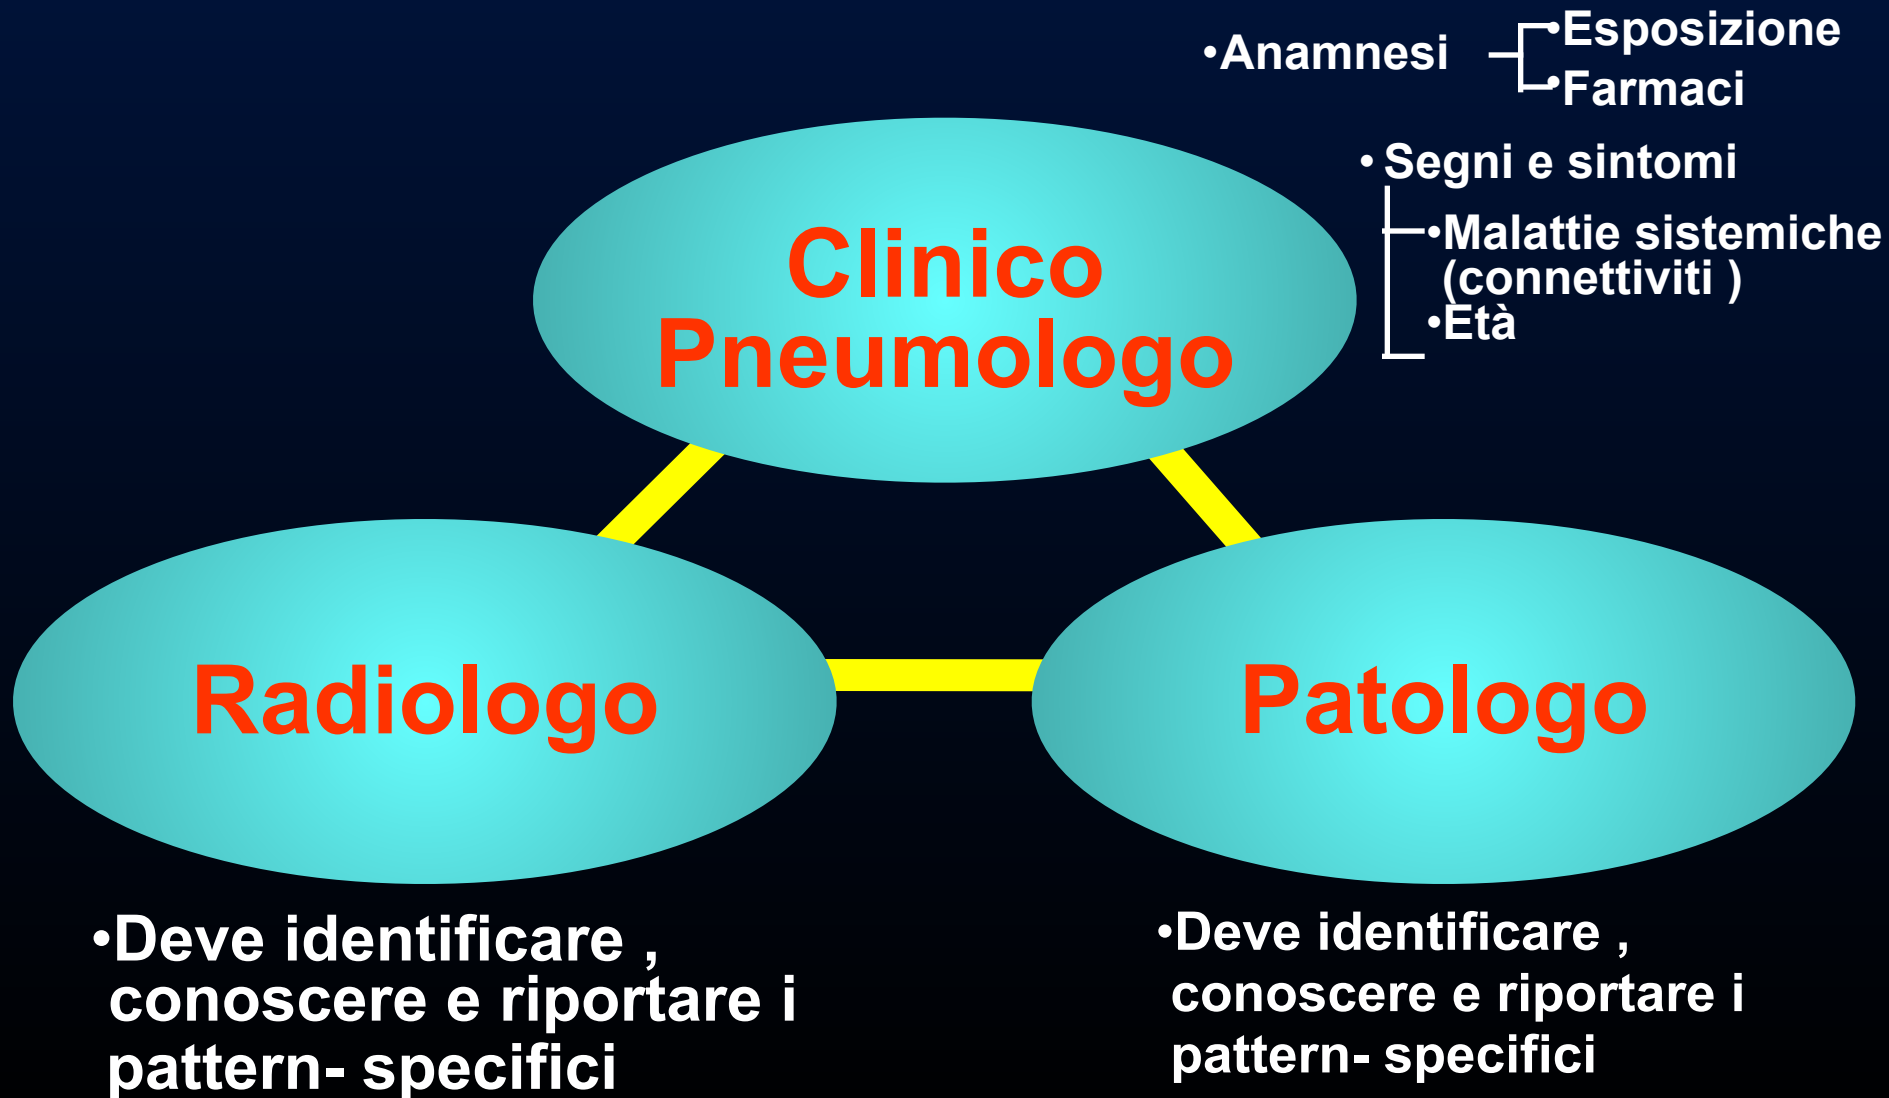 •Anamnesi
•Esposizione
•Farmaci
• Segni e sintomi
•Malattie sistemiche
(connettiviti )
•Età
Clinico
Pneumologo
Radiologo
Patologo
•Deve identificare ,
conoscere e riportare i
pattern- specifici
•Deve identificare ,
conoscere e riportare i
pattern- specifici